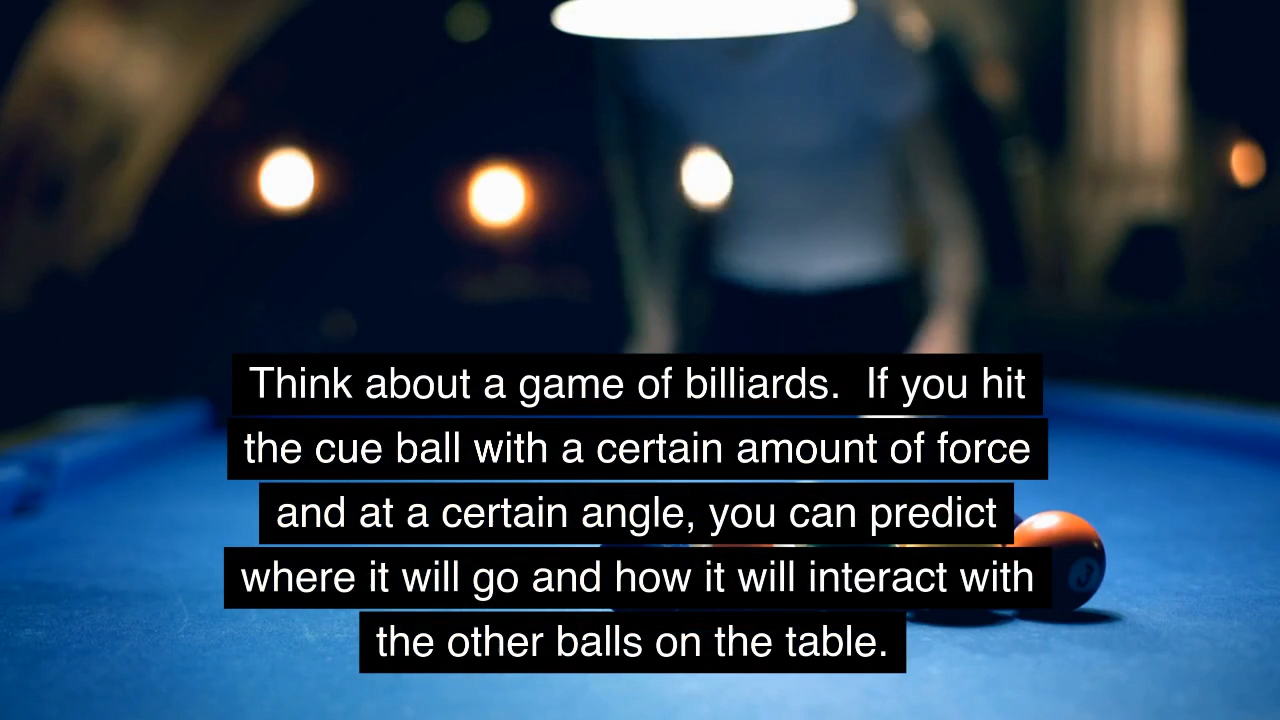 Think about a game of billiards.  If you hit
the cue ball with a certain amount of force
and at a certain angle, you can predict
where it will go and how it will interact with
the other balls on the table.